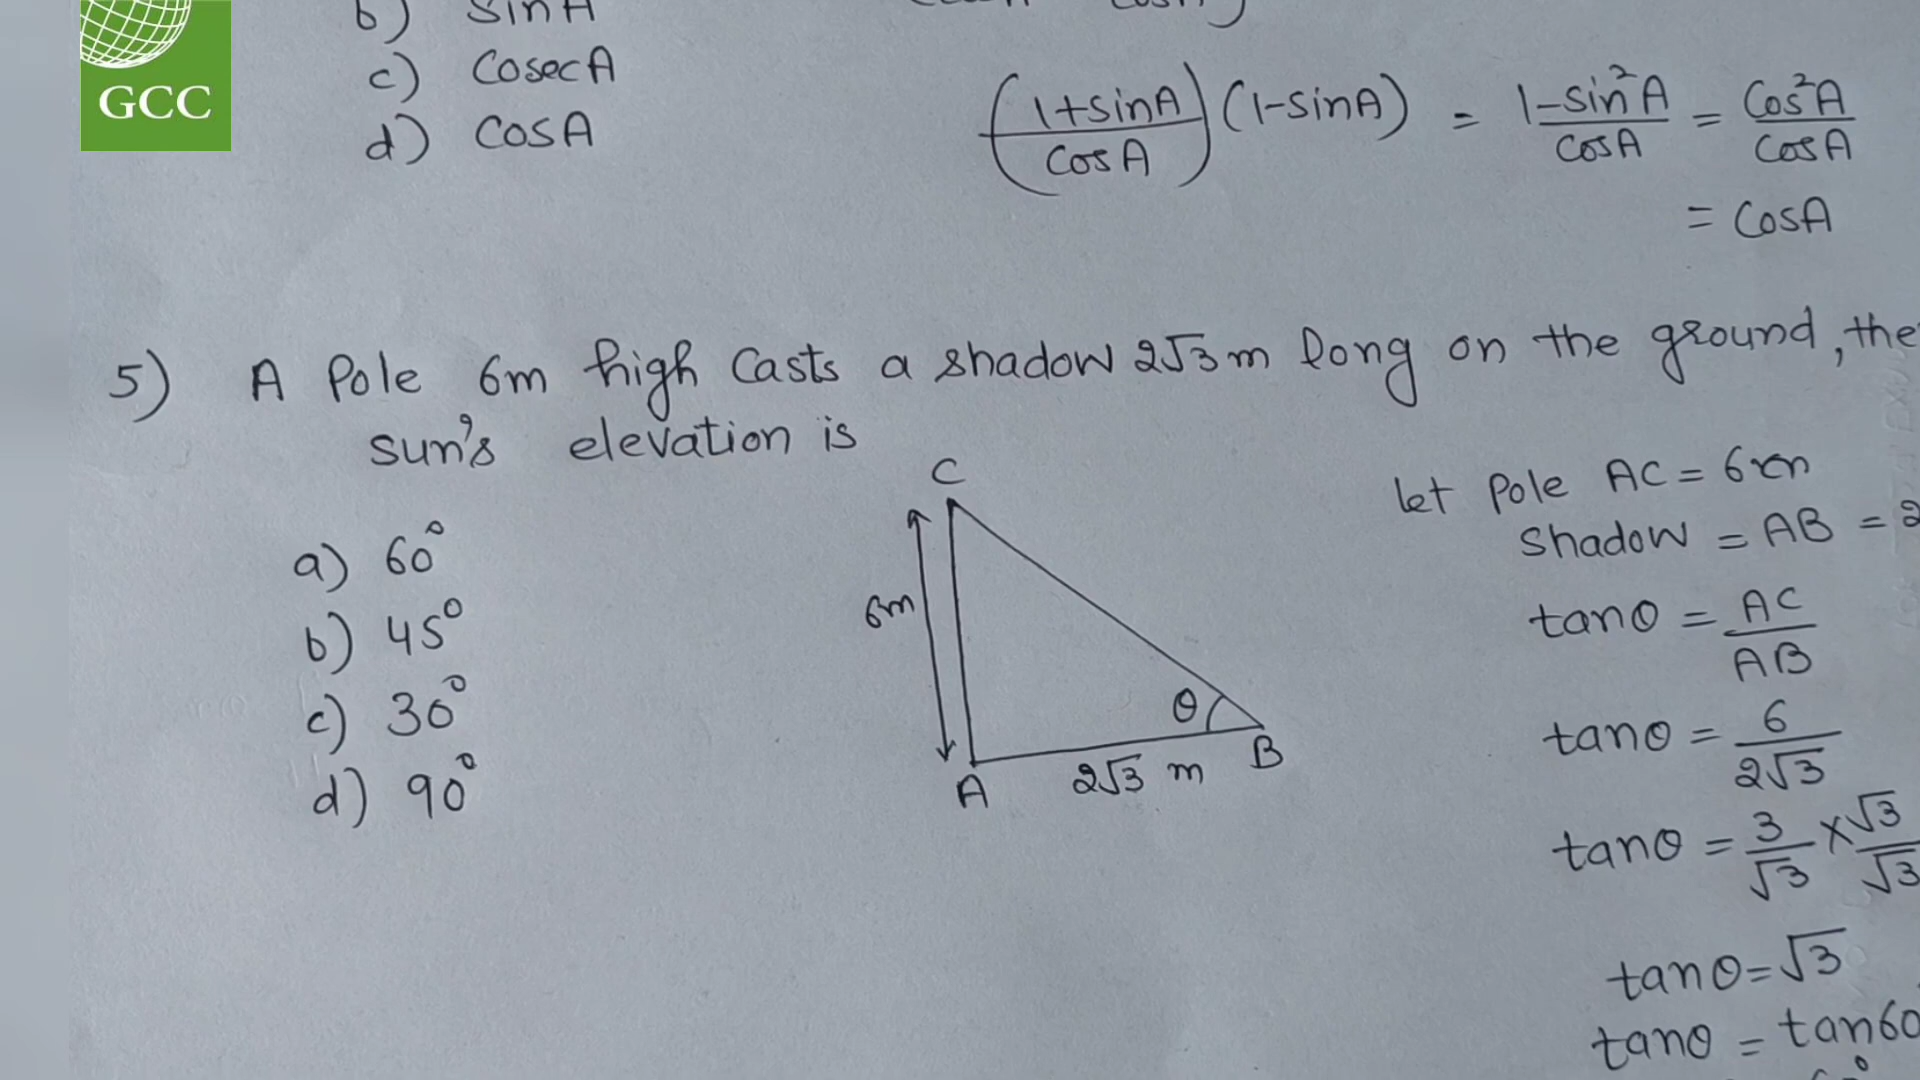 GCC
b) sinA
c) CosecA
d) CosA
(1+sinA / CosA) (1-sinA) = 1-sin²A / CosA = Cos²A / CosA
= CosA
5) A Pole 6m high Casts a shadow 2√3 m long on the ground, the
sun's elevation is
a) 60°
b) 45°
c) 30°
d) 90°
C
6m
θ
A
2√3 m
B
let Pole AC = 6m
Shadow = AB = 2
tanθ = AC / AB
tanθ = 6 / 2√3
tanθ = 3/√3 × √3/√3
tanθ = √3
tanθ = tan60